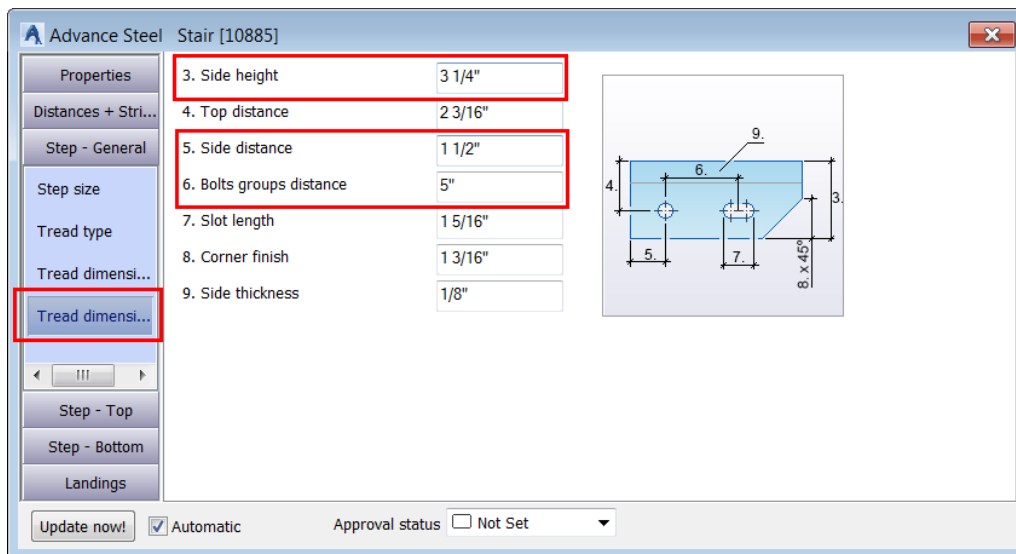 Advance Steel Stair [10885]
Properties
Distances + Stri...
Step - General
Step size
Tread type
Tread dimensi...
Tread dimensi...
Step - Top
Step - Bottom
Landings
3. Side height 3 1/4"
4. Top distance 2 3/16"
5. Side distance 1 1/2"
6. Bolts groups distance 5"
7. Slot length 1 5/16"
8. Corner finish 1 3/16"
9. Side thickness 1/8"
9.
6.
4.
3.
5.
7.
8. x 45°
Update now! Automatic Approval status Not Set